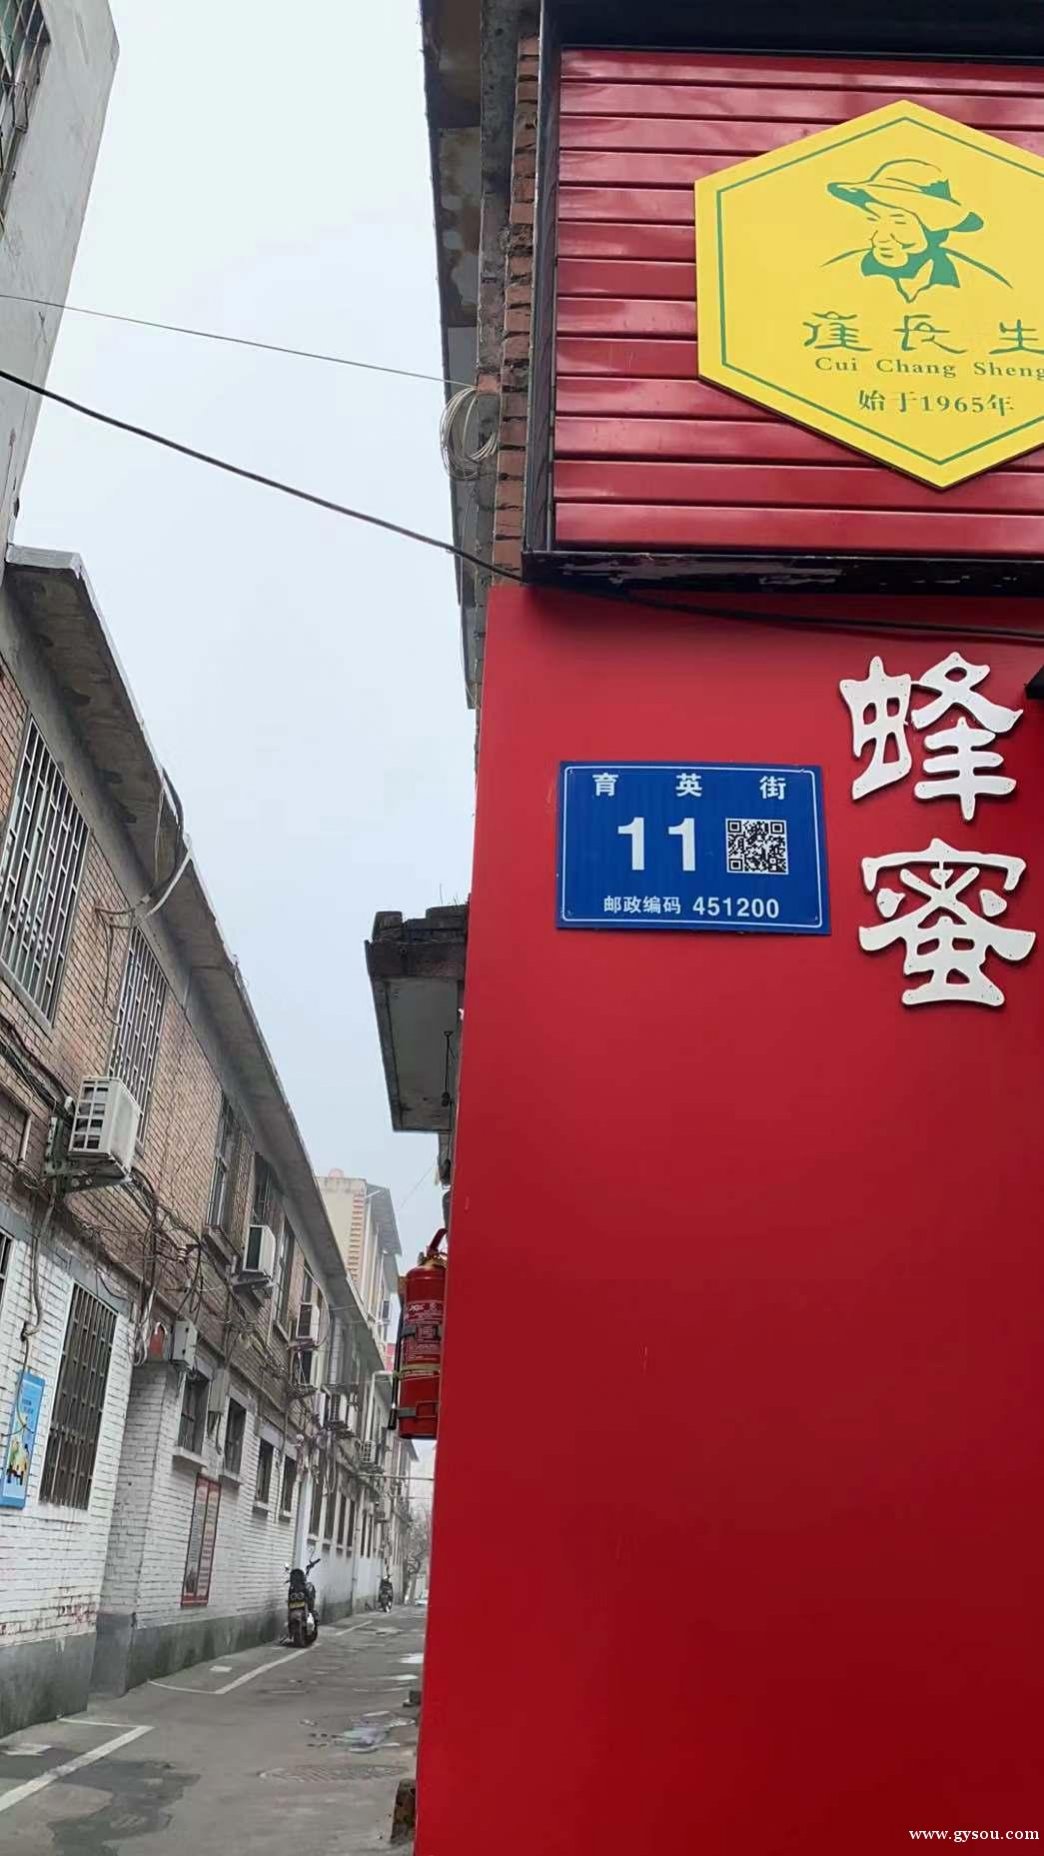 崔长生
Cui Chang Sheng
始于1965年
蜂蜜
育英街
11
邮政编码 451200
www.gysou.com